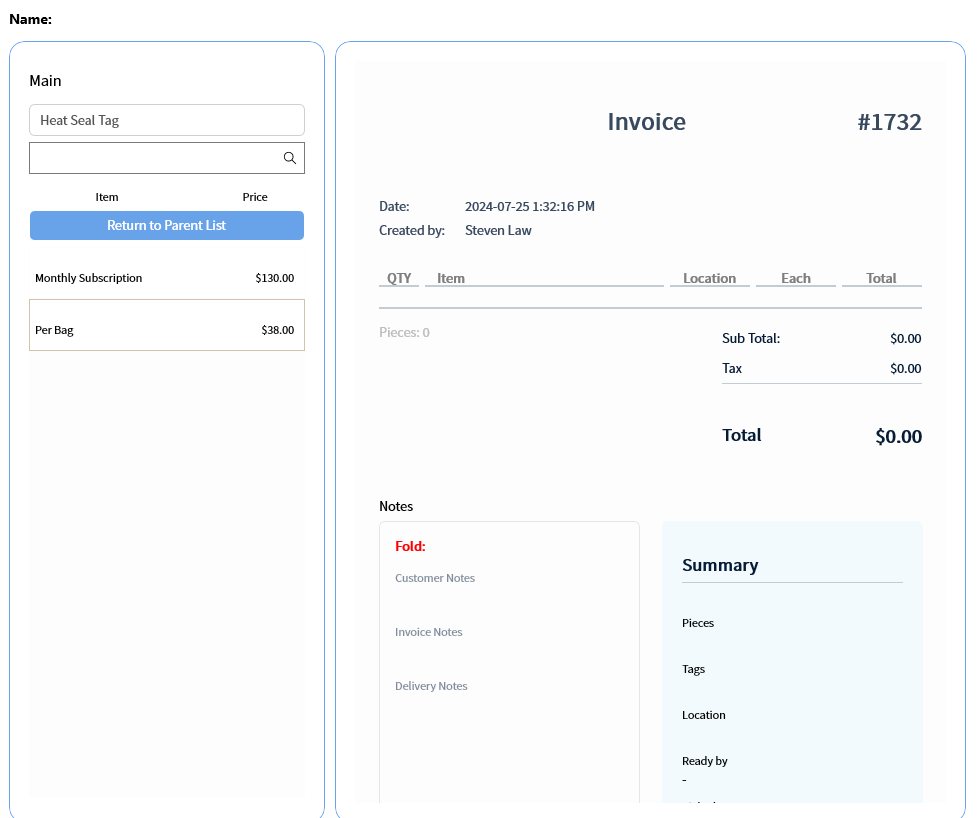 Name:
Main
Heat Seal Tag
Item Price
Return to Parent List
Monthly Subscription $130.00
Per Bag $38.00
Invoice #1732
Date: 2024-07-25 1:32:16 PM
Created by: Steven Law
QTY Item Location Each Total
Pieces: 0
Sub Total: $0.00
Tax $0.00
Total $0.00
Notes
Fold:
Customer Notes
Invoice Notes
Delivery Notes
Summary
Pieces
Tags
Location
Ready by
-